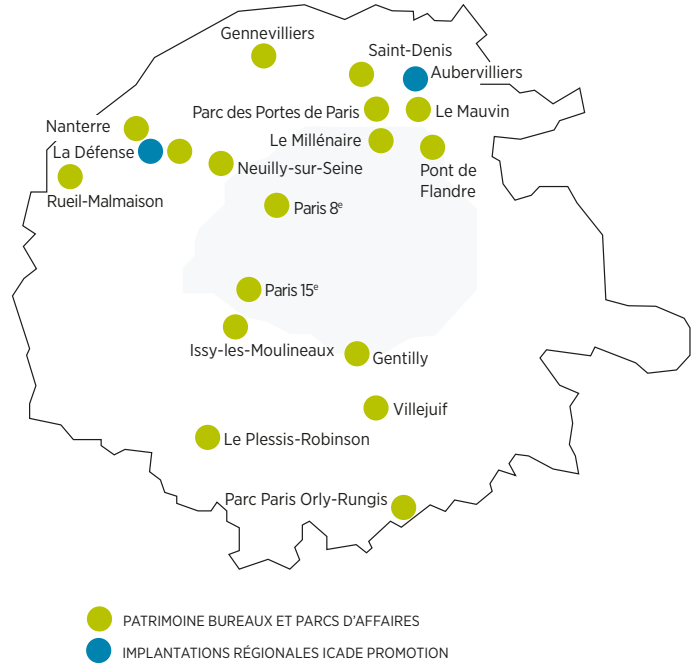 Gennevilliers
Saint-Denis
Aubervilliers
Parc des Portes de Paris
Le Mauvin
Nanterre
Le Millénaire
La Défense
Neuilly-sur-Seine
Pont de
Flandre
Rueil-Malmaison
Paris 8e
Paris 15e
Issy-les-Moulineaux
Gentilly
Villejuif
Le Plessis-Robinson
Parc Paris Orly-Rungis
PATRIMOINE BUREAUX ET PARCS D'AFFAIRES
IMPLANTATIONS RÉGIONALES ICADE PROMOTION